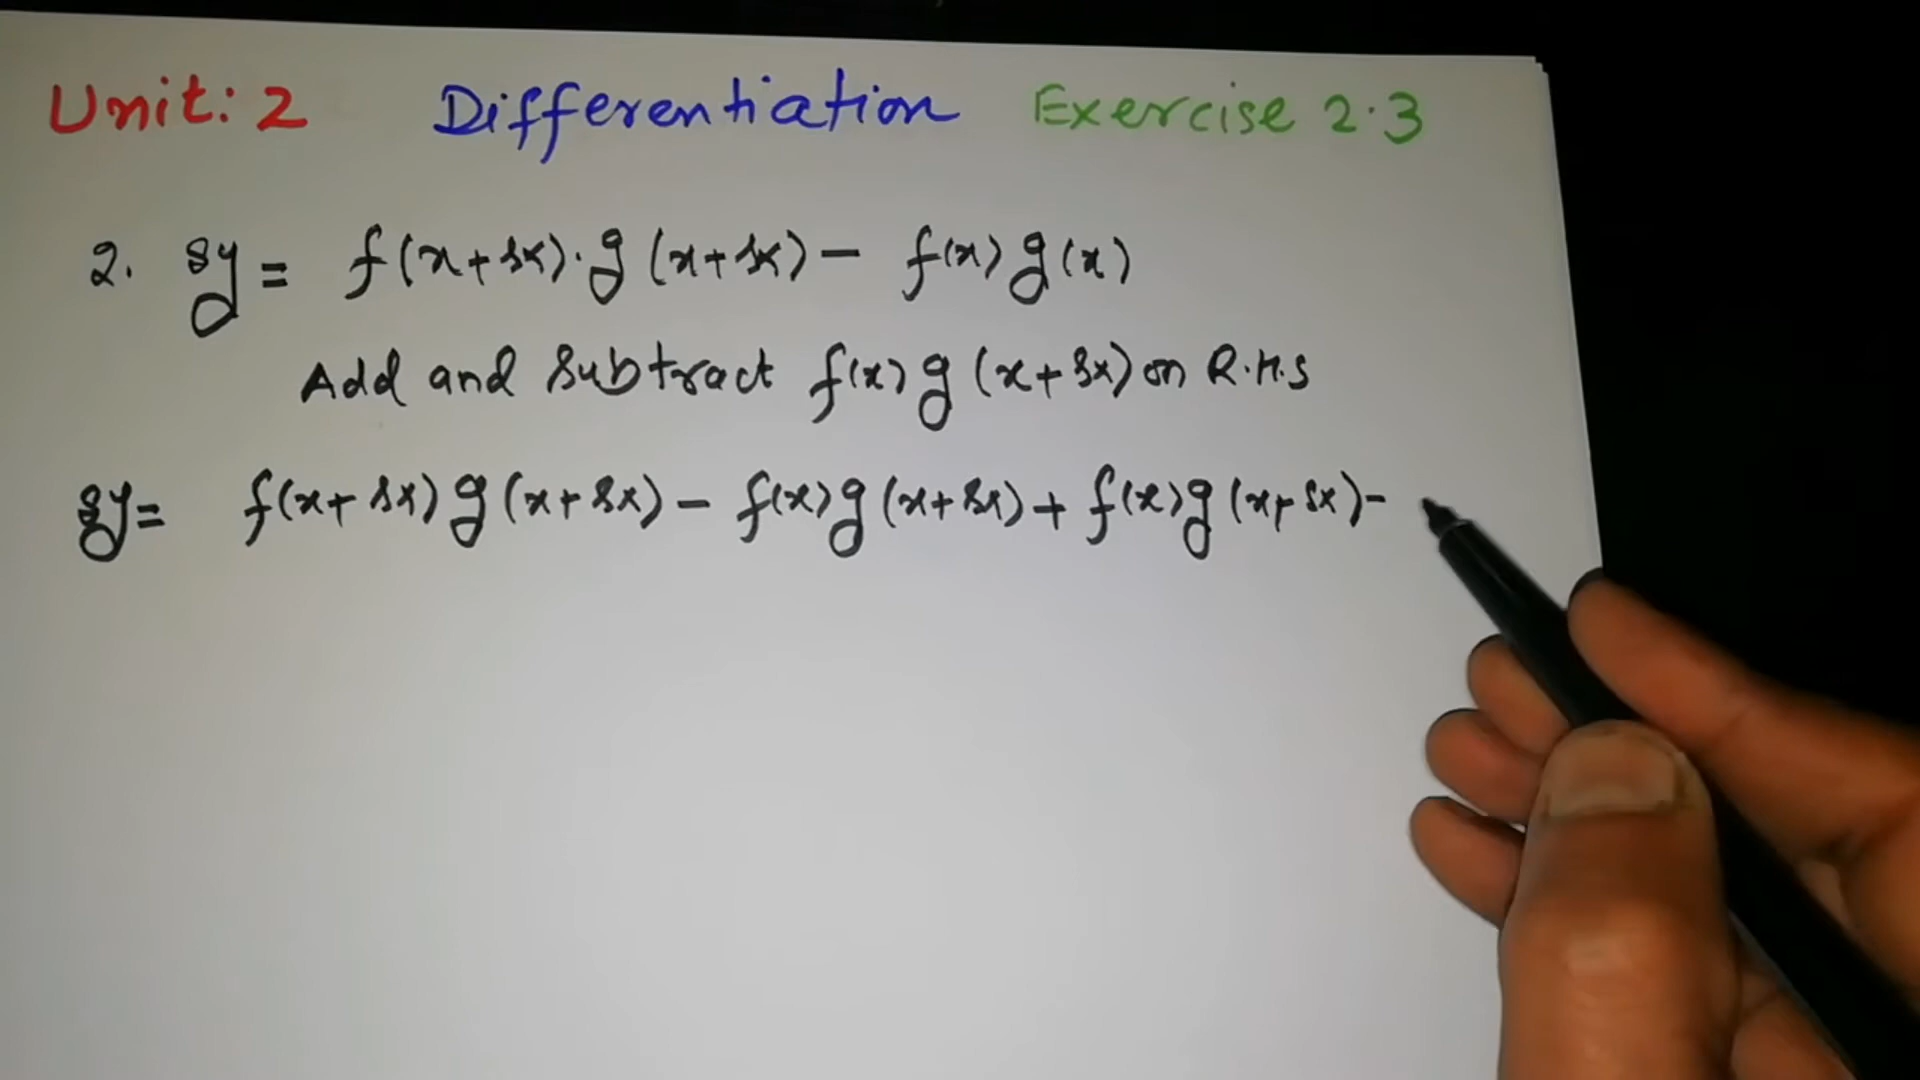 Unit: 2 Differentiation Exercise 2.3
2. δy = f(x+δx)·g(x+δx) - f(x)g(x)
Add and Subtract f(x)g(x+δx) on R.H.S
δy = f(x+δx)g(x+δx) - f(x)g(x+δx) + f(x)g(x+δx) -